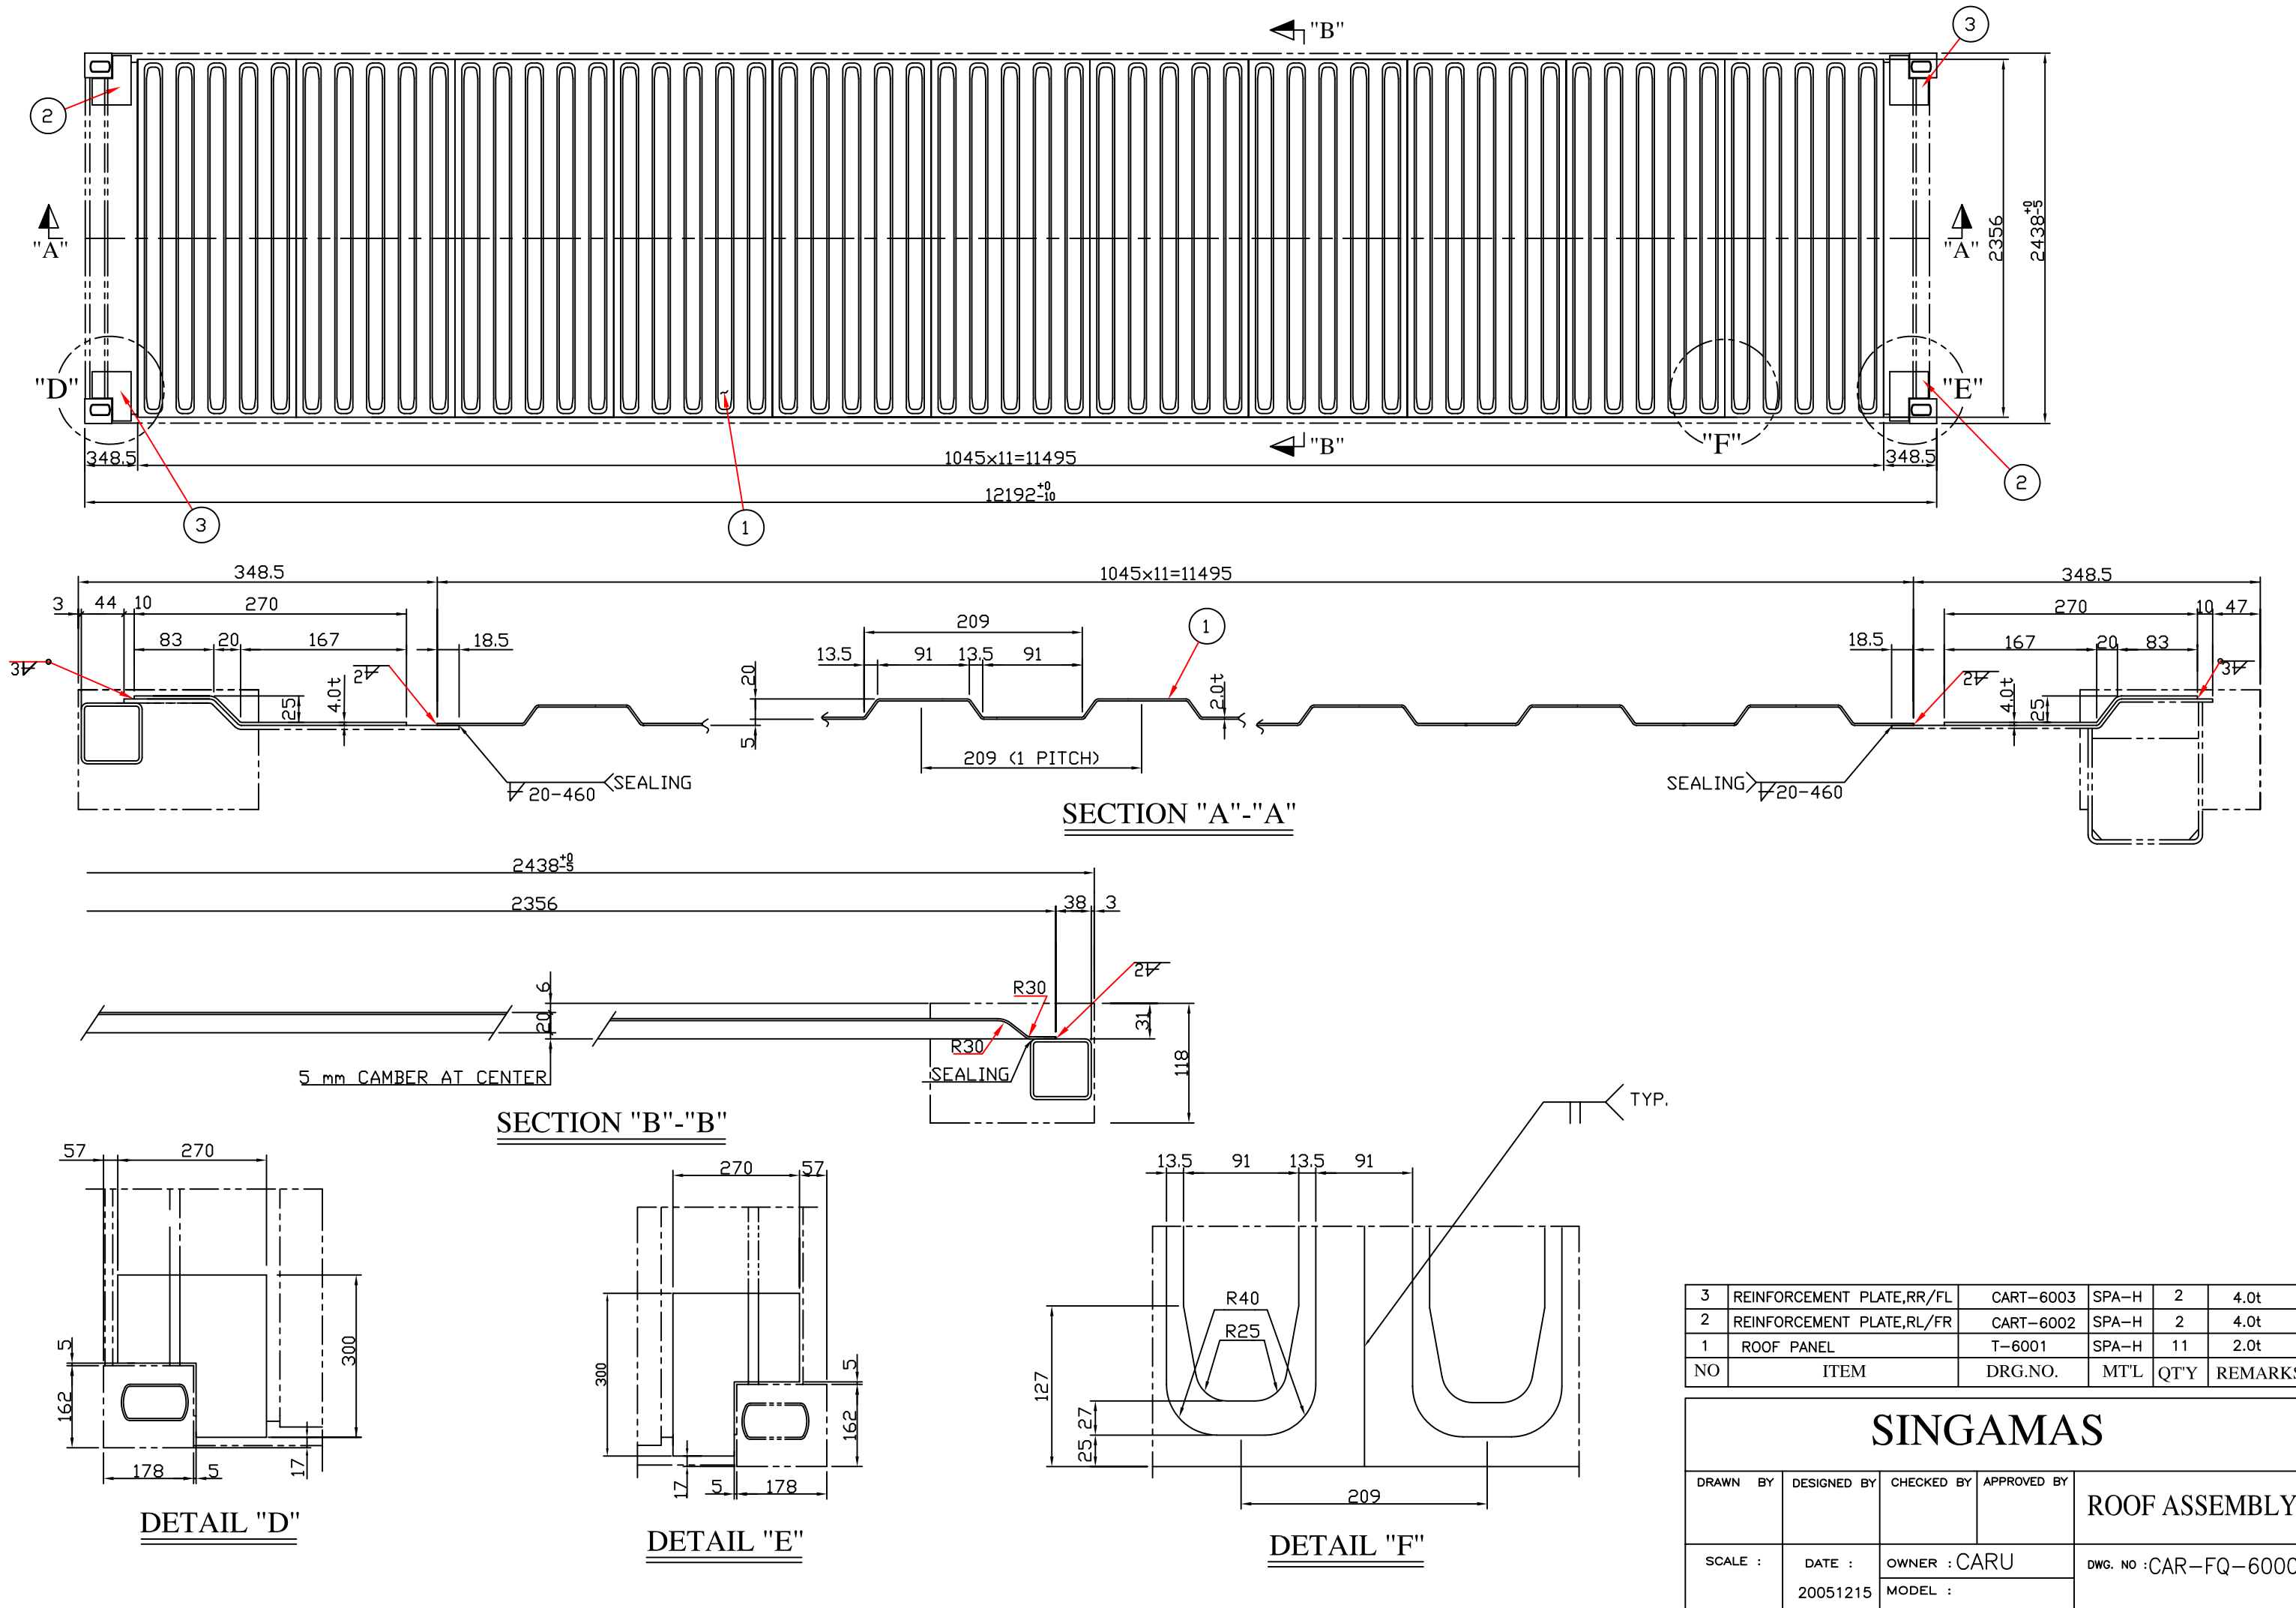 "B"
3
2
"A"
"A"
2356
2438+0-5
"D"
"E"
"F"
"B"
348.5
1045x11=11495
348.5
12192+0-10
2
3
1
348.5
1045x11=11495
348.5
3
44
10
270
83
20
167
18.5
3
2
25
4.0t
209
1
13.5
91
13.5
91
20
5
2.0t
209 (1 PITCH)
270
10
47
18.5
167
20
83
2
3
4.0t
25
20-460
SEALING
SEALING
20-460
SECTION "A"-"A"
2438+0-5
2356
38
3
6
20
R30
R30
2
31
118
SEALING
5 mm CAMBER AT CENTER
SECTION "B"-"B"
TYP.
57
270
5
162
300
178
5
17
DETAIL "D"
270
57
300
5
162
17
5
178
DETAIL "E"
13.5
91
13.5
91
R40
R25
127
27
25
209
DETAIL "F"
3 REINFORCEMENT PLATE,RR/FL CART-6003 SPA-H 2 4.0t
2 REINFORCEMENT PLATE,RL/FR CART-6002 SPA-H 2 4.0t
1 ROOF PANEL T-6001 SPA-H 11 2.0t
NO ITEM DRG.NO. MT'L QT'Y REMARKS
SINGAMAS
DRAWN BY DESIGNED BY CHECKED BY APPROVED BY
ROOF ASSEMBLY
SCALE : DATE : OWNER : CARU DWG. NO : CAR-FQ-6000
20051215 MODEL :